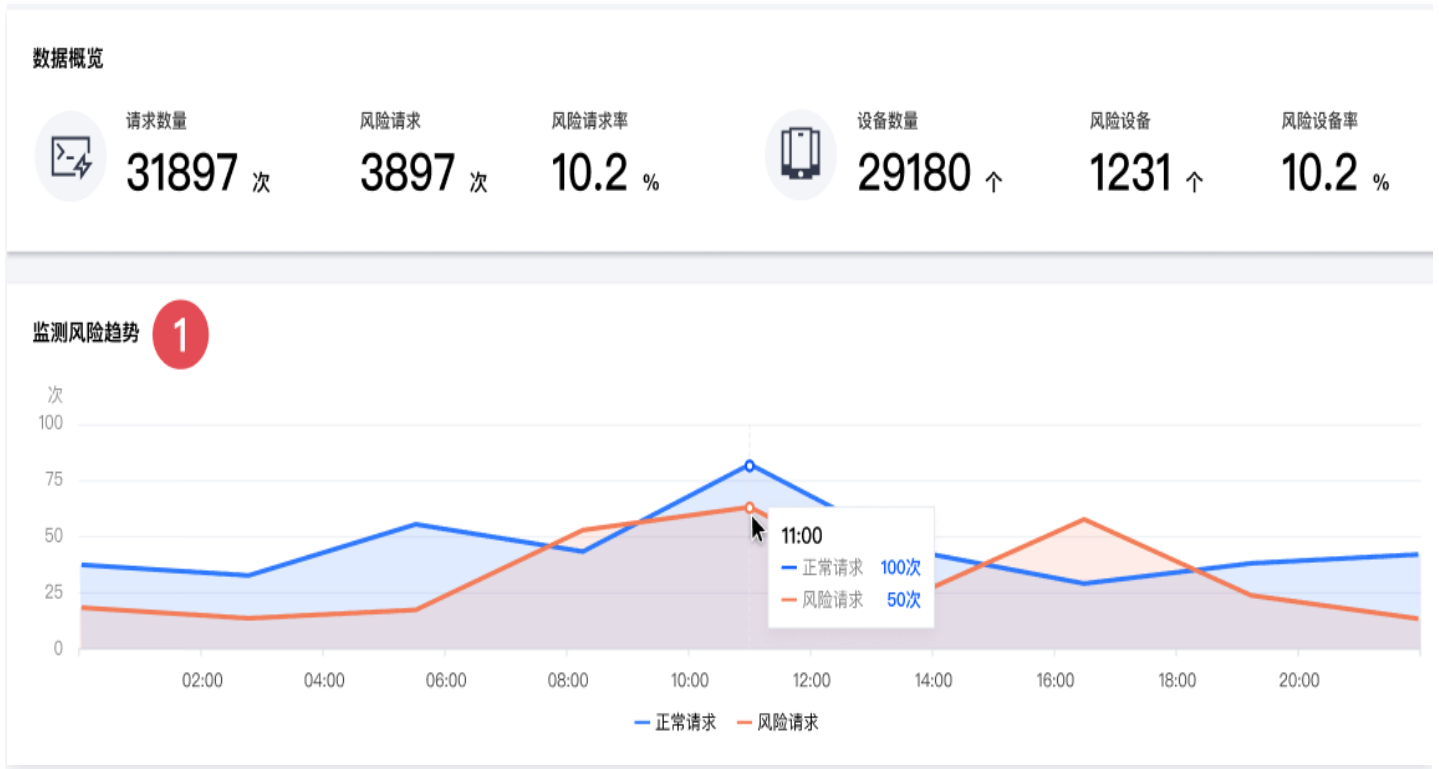 数据概览
请求数量 风险请求 风险请求率 设备数量 风险设备 风险设备率
31897 次 3897 次 10.2 % 29180 个 1231 个 10.2 %
监测风险趋势 1
次
100
75
50
25
0
11:00
正常请求 100次
风险请求 50次
02:00 04:00 06:00 08:00 10:00 12:00 14:00 16:00 18:00 20:00
正常请求 风险请求